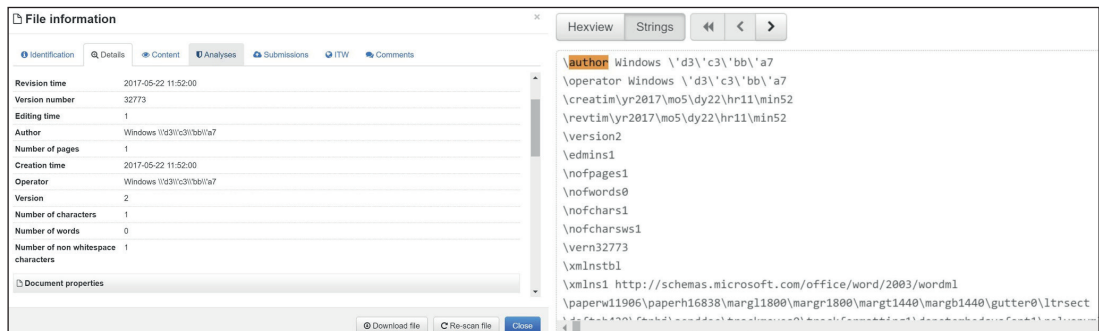 File information
×
Identification Details Content Analyses Submissions ITW Comments
Revision time 2017-05-22 11:52:00
Version number 32773
Editing time 1
Author Windows \\'d3\\'c3\\'bb\\'a7
Number of pages 1
Creation time 2017-05-22 11:52:00
Operator Windows \\'d3\\'c3\\'bb\\'a7
Version 2
Number of characters 1
Number of words 0
Number of non whitespace characters 1
Document properties
Download file Re-scan file Close
Hexview Strings
\author Windows \'d3\'c3\'bb\'a7
\operator Windows \'d3\'c3\'bb\'a7
\creatim\yr2017\mo5\dy22\hr11\min52
\revtim\yr2017\mo5\dy22\hr11\min52
\version2
\edmins1
\nofpages1
\nofwords0
\nofchars1
\nofcharsws1
\vern32773
\xmlnstbl
\xmlns1 http://schemas.microsoft.com/office/word/2003/wordml
\paperw11906\paperh16838\margl1800\margr1800\margt1440\margb1440\gutter0\ltrsect